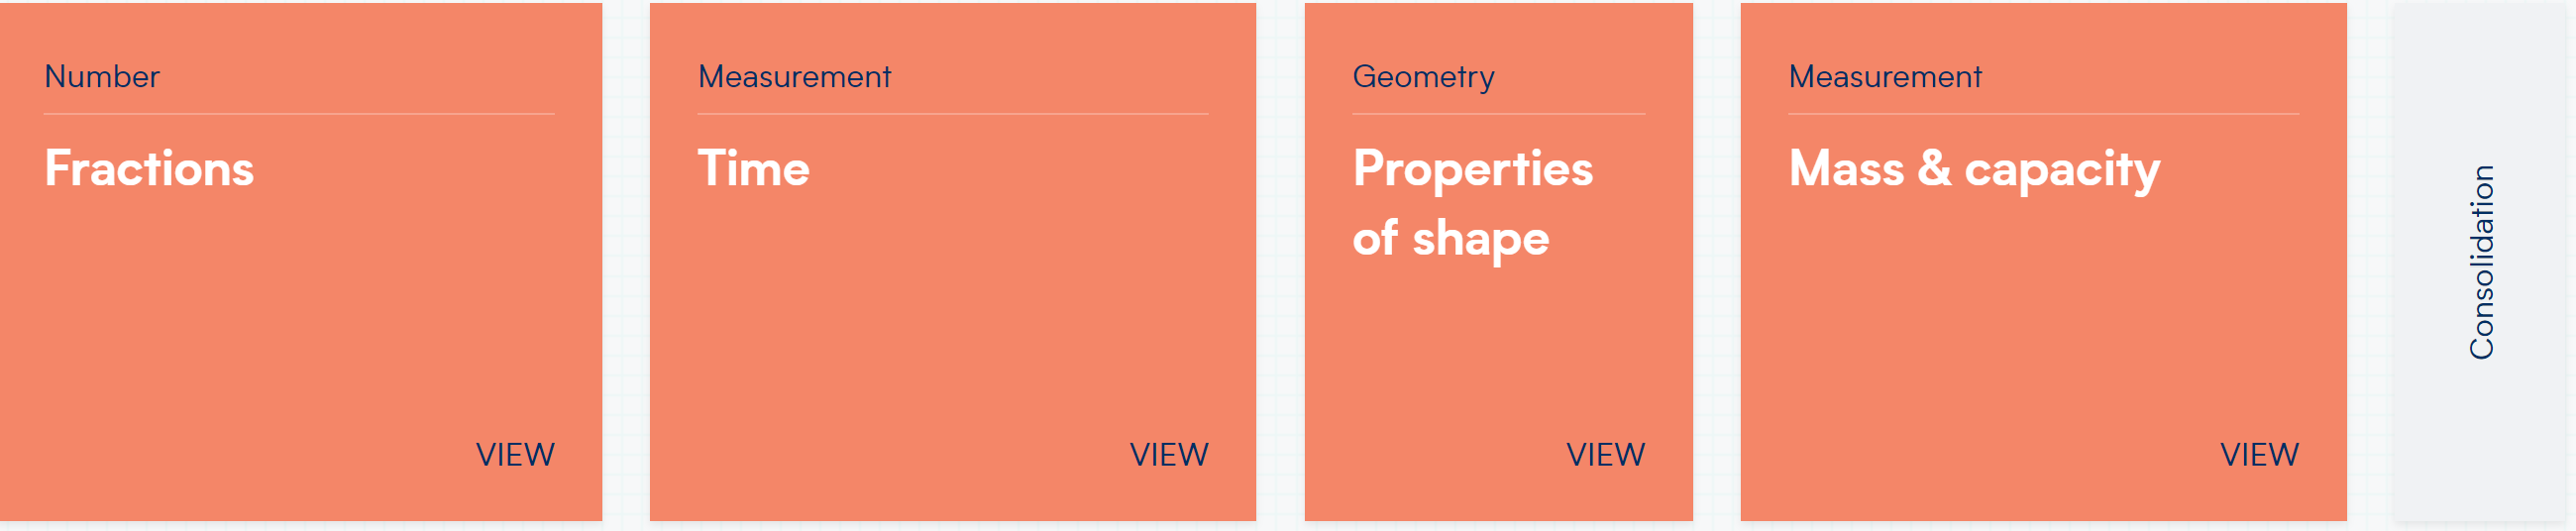 Number
Fractions
VIEW
Measurement
Time
VIEW
Geometry
Properties
of shape
VIEW
Measurement
Mass & capacity
VIEW
Consolidation